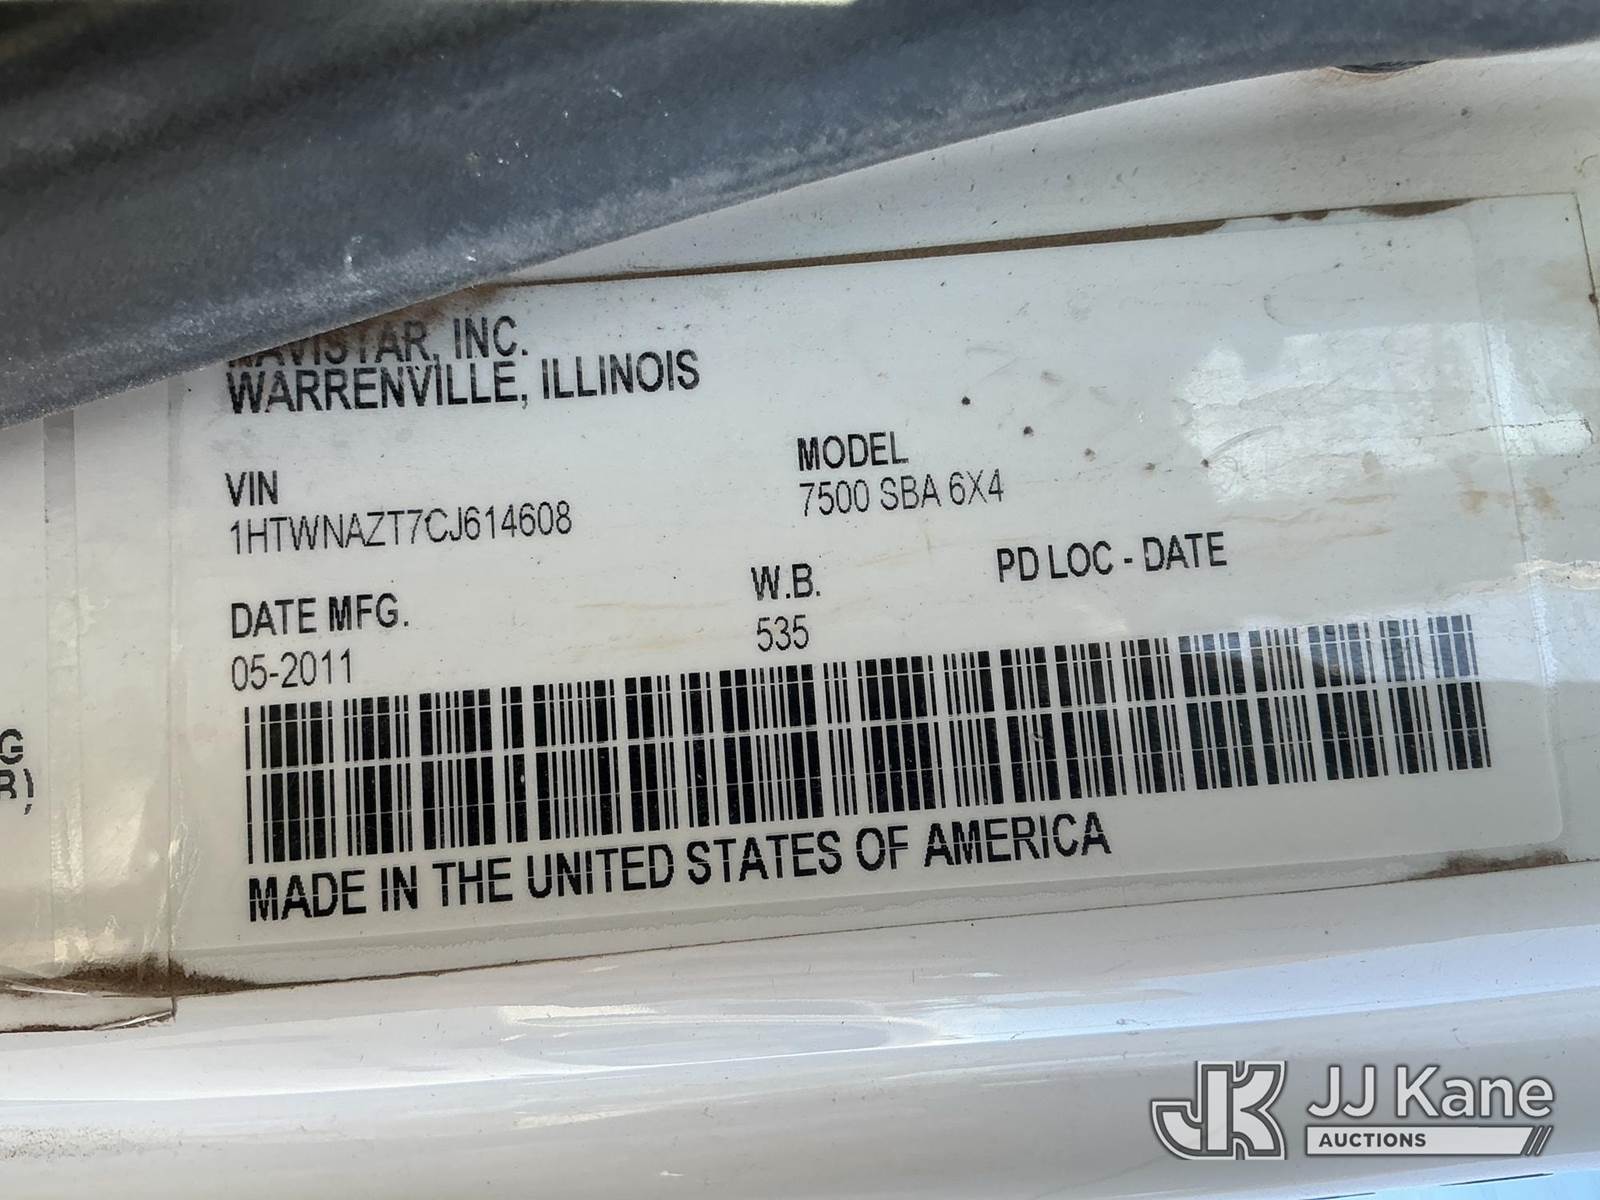 NAVISTAR, INC.
WARRENVILLE, ILLINOIS
VIN
1HTWNAZT7CJ614608
MODEL
7500 SBA 6X4
DATE MFG.
05-2011
W.B.
535
PD LOC - DATE
MADE IN THE UNITED STATES OF AMERICA
G
R),
JK JJ Kane
AUCTIONS